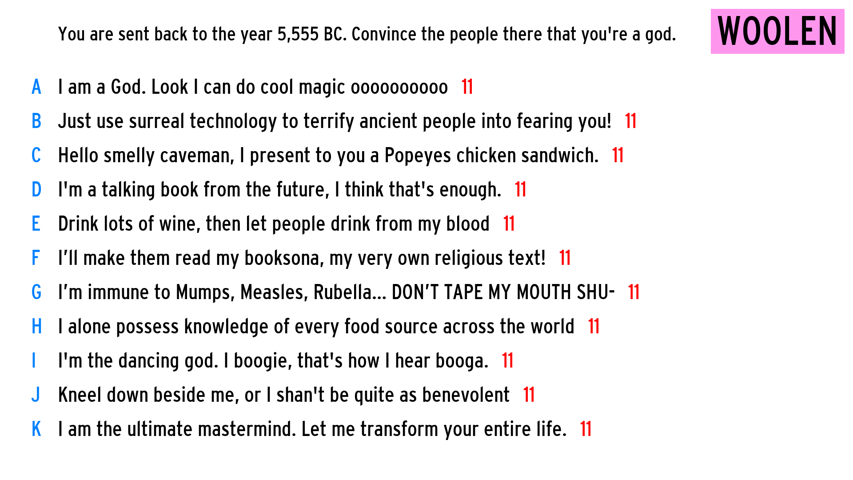 You are sent back to the year 5,555 BC. Convince the people there that you're a god.
WOOLEN
A I am a God. Look I can do cool magic oooooooooo 11
B Just use surreal technology to terrify ancient people into fearing you! 11
C Hello smelly caveman, I present to you a Popeyes chicken sandwich. 11
D I'm a talking book from the future, I think that's enough. 11
E Drink lots of wine, then let people drink from my blood 11
F I’ll make them read my booksona, my very own religious text! 11
G I’m immune to Mumps, Measles, Rubella... DON’T TAPE MY MOUTH SHU- 11
H I alone possess knowledge of every food source across the world 11
I I'm the dancing god. I boogie, that's how I hear booga. 11
J Kneel down beside me, or I shan't be quite as benevolent 11
K I am the ultimate mastermind. Let me transform your entire life. 11